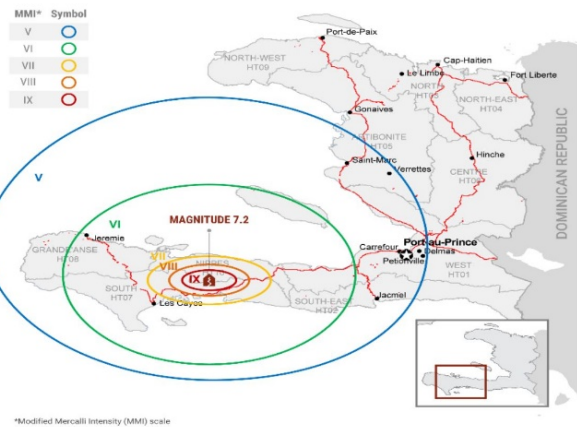 MMI* Symbol
V
VI
VII
VIII
IX
Port-de-Paix
Cap-Haitien
NORTH-WEST
HT09
Le Limbe
Fort Liberte
NORTH
NORTH-EAST
HT04
Gonaives
ARTIBONITE
HT05
Hinche
Saint-Marc
Verrettes
CENTRE
DOMINICAN REPUBLIC
V
VI
MAGNITUDE 7.2
Jeremie
GRANDE'ANSE
HT08
VII
VIII
NIPPES
IX
Carrefour
Port-au-Prince
Delmas
Petionville
WEST
HT01
SOUTH
HT07
Les Cayes
SOUTH-EAST
Jacmel
*Modified Mercalli Intensity (MMI) scale